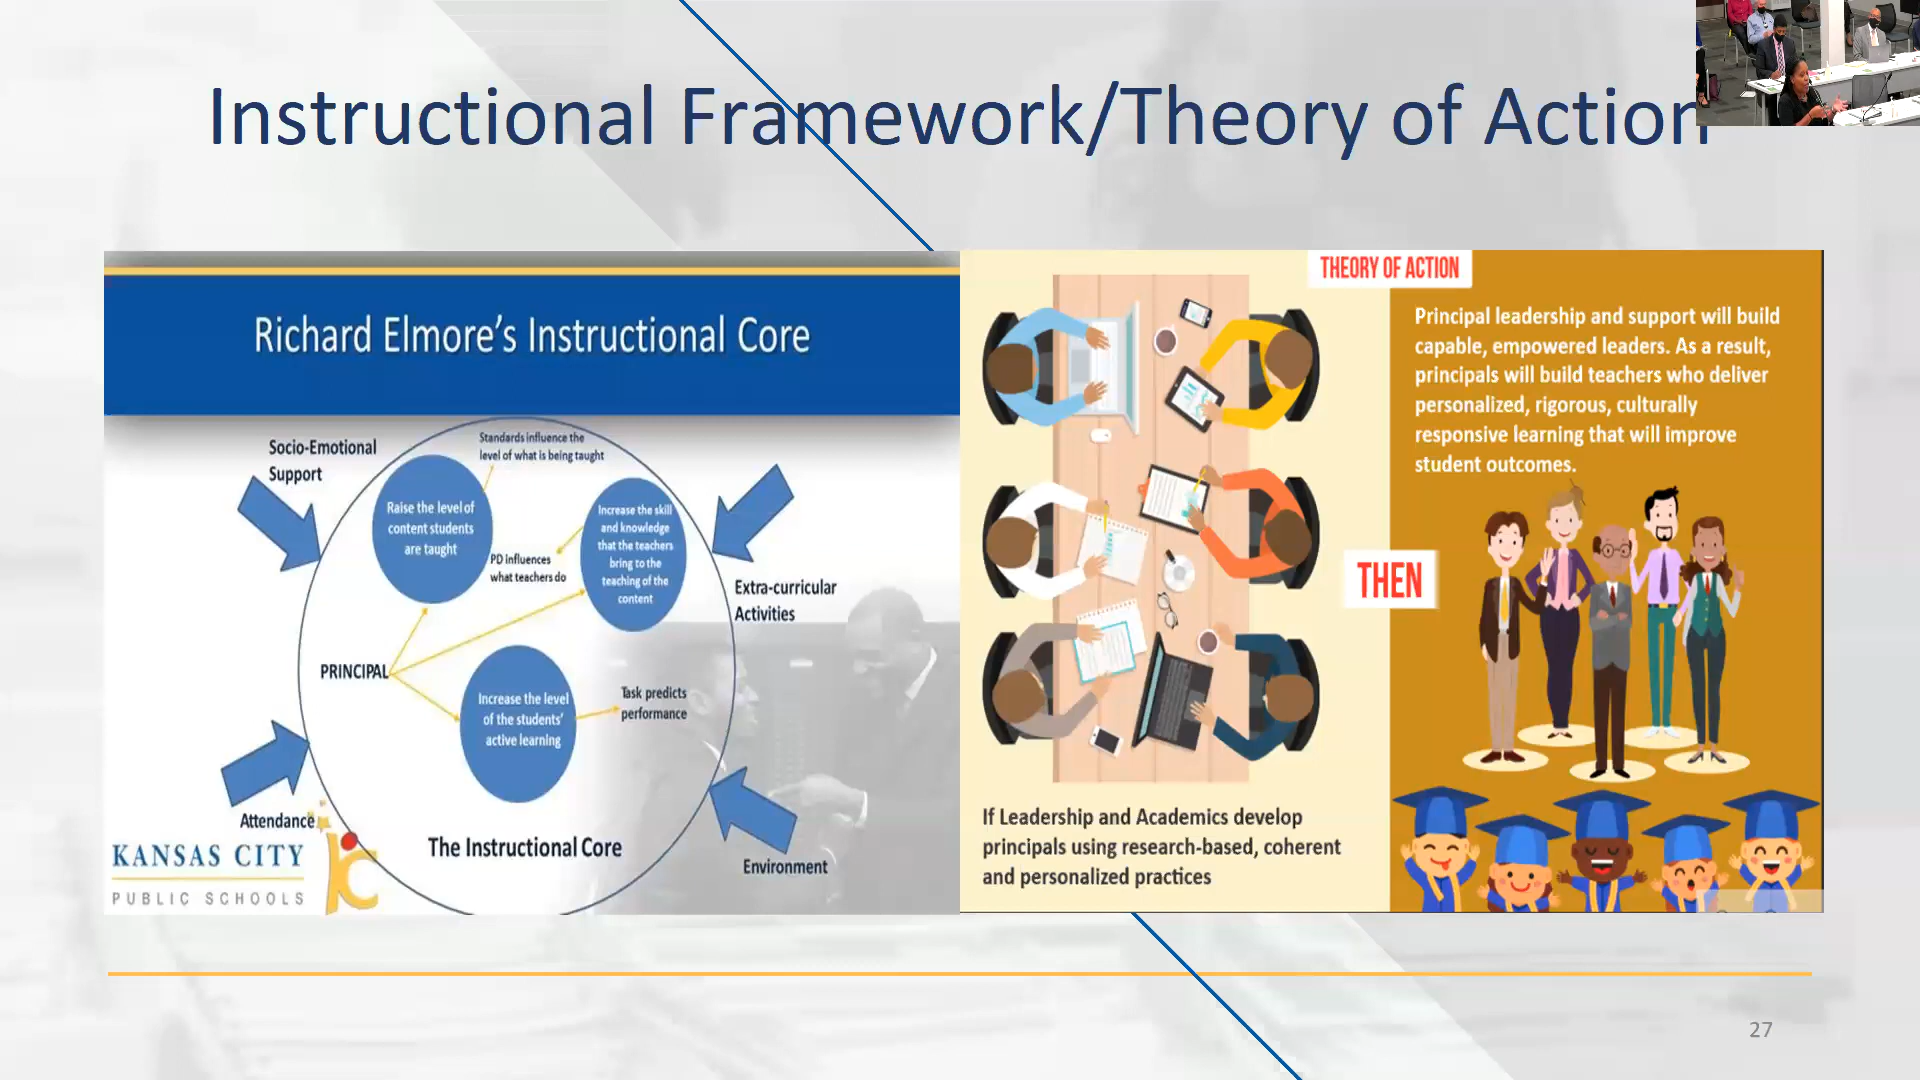 Instructional Framework/Theory of Action
Richard Elmore's Instructional Core
Socio-Emotional
Support
Standards influence the
level of what is being taught
Raise the level of
content students
are taught
Increase the skill
and knowledge
that the teachers
bring to the
teaching of the
content
PD influences
what teachers do
Extra-curricular
Activities
PRINCIPAL
Increase the level
of the students'
active learning
Task predicts
performance
Attendance
The Instructional Core
Environment
KANSAS CITY
PUBLIC SCHOOLS
THEORY OF ACTION
Principal leadership and support will build
capable, empowered leaders. As a result,
principals will build teachers who deliver
personalized, rigorous, culturally
responsive learning that will improve
student outcomes.
THEN
If Leadership and Academics develop
principals using research-based, coherent
and personalized practices
27